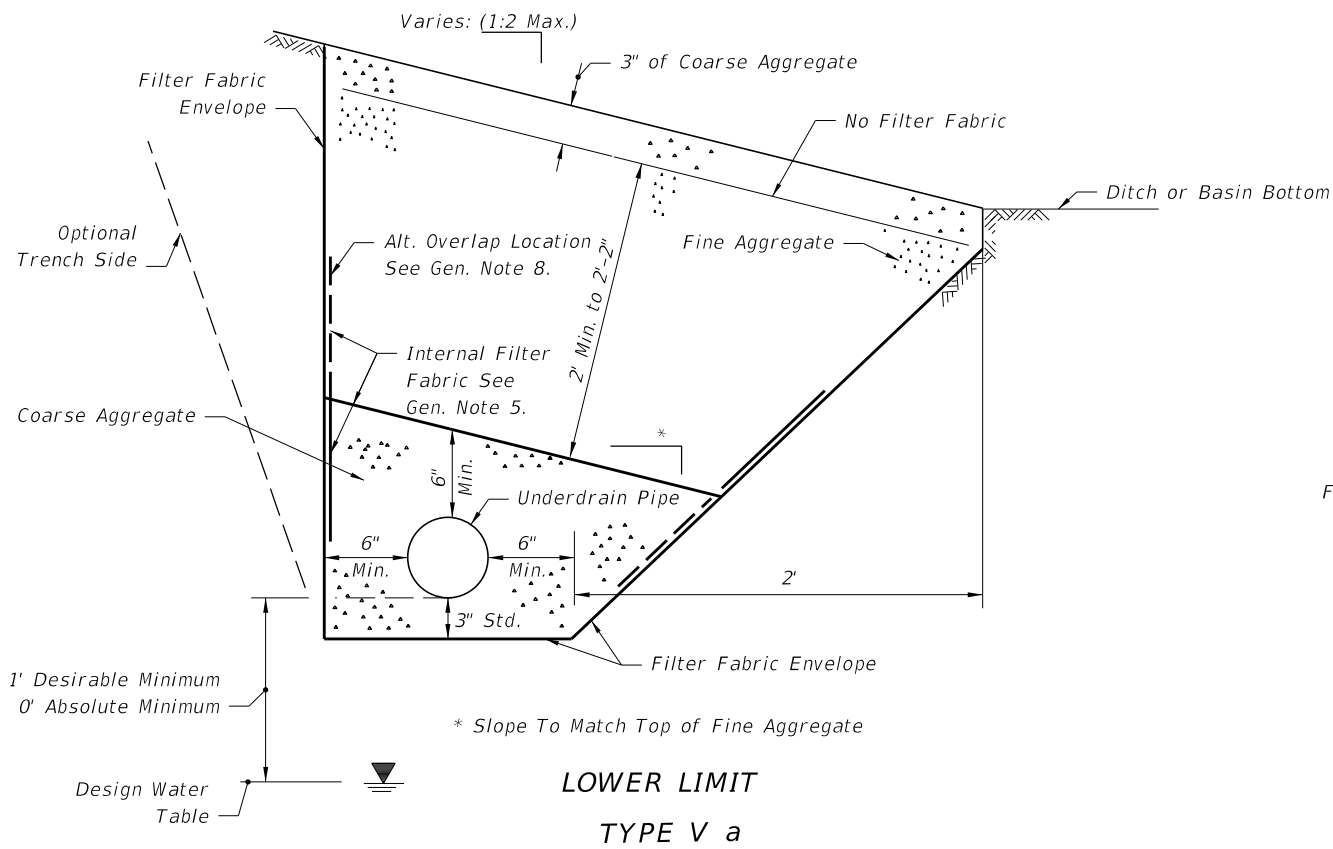 Varies: (1:2 Max.)
3" of Coarse Aggregate
Filter Fabric
Envelope
No Filter Fabric
Ditch or Basin Bottom
Optional
Trench Side
Alt. Overlap Location
See Gen. Note 8.
Fine Aggregate
2' Min. to 2'-2"
Internal Filter
Fabric See
Gen. Note 5.
Coarse Aggregate
*
6"
Min.
Underdrain Pipe
F
6"
Min.
6"
Min.
2'
3" Std.
Filter Fabric Envelope
1' Desirable Minimum
0' Absolute Minimum
* Slope To Match Top of Fine Aggregate
Design Water
Table
LOWER LIMIT
TYPE V a